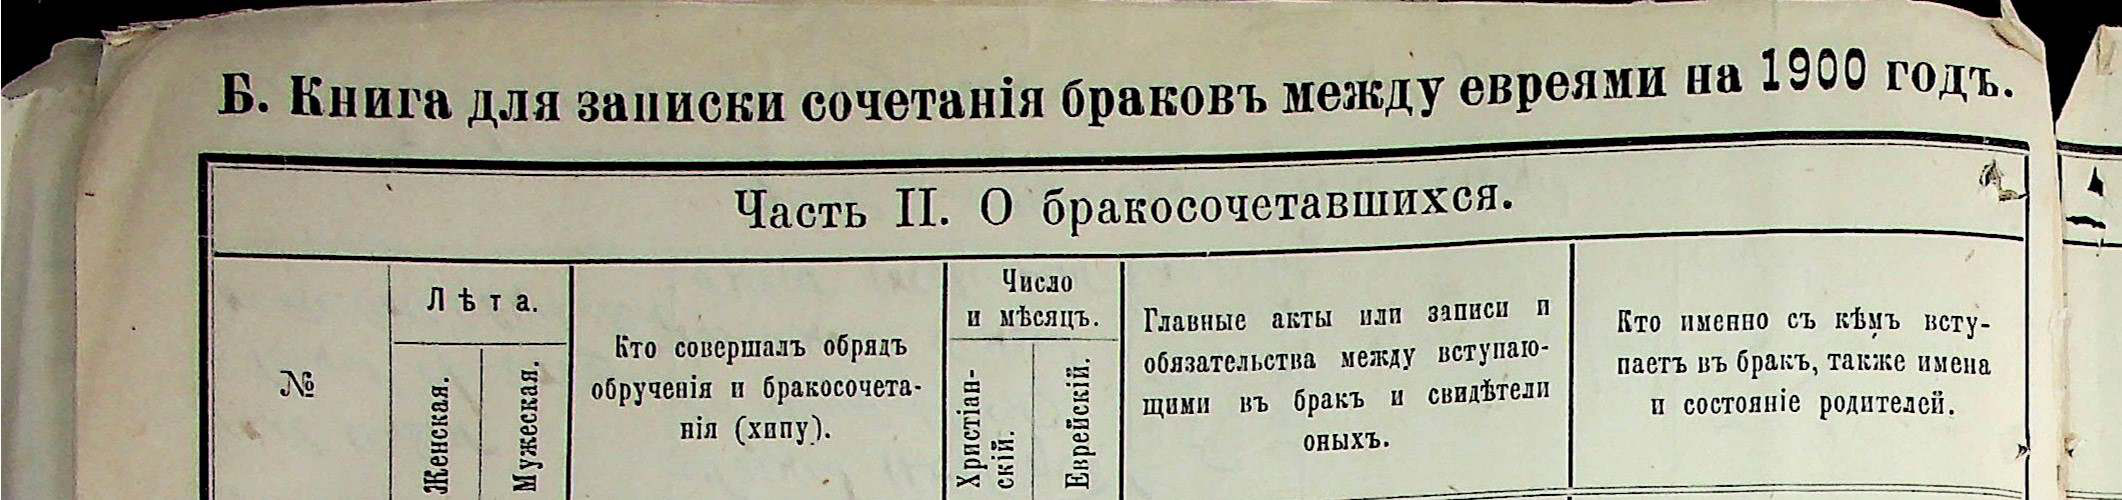 Б. Книга для записки сочетанія браковъ между евреями на 1900 годъ.
Часть II. О бракосочетавшихся.
№
Лѣта.
Женская.
Мужеская.
Кто совершалъ обрядъ
обрученія и бракосочета-
нія (хипу).
Число
и мѣсяцъ.
Христіан-
скій.
Еврейскій.
Главные акты или записи и
обязательства между вступаю-
щими въ бракъ и свидѣтели
оныхъ.
Кто именно съ кѣмъ всту-
паетъ въ бракъ, также имена
и состояніе родителей.